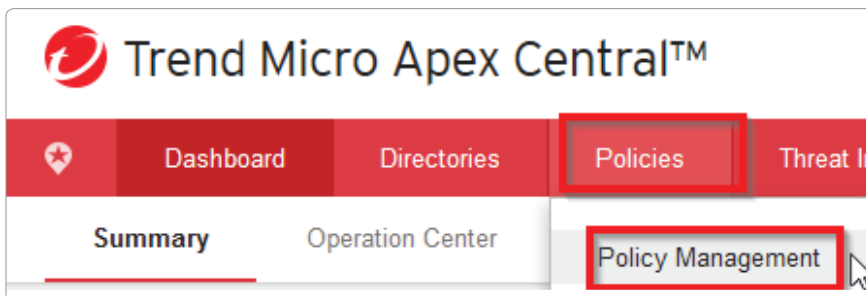 Trend Micro Apex Central™
Dashboard Directories Policies Threat
Summary Operation Center
Policy Management